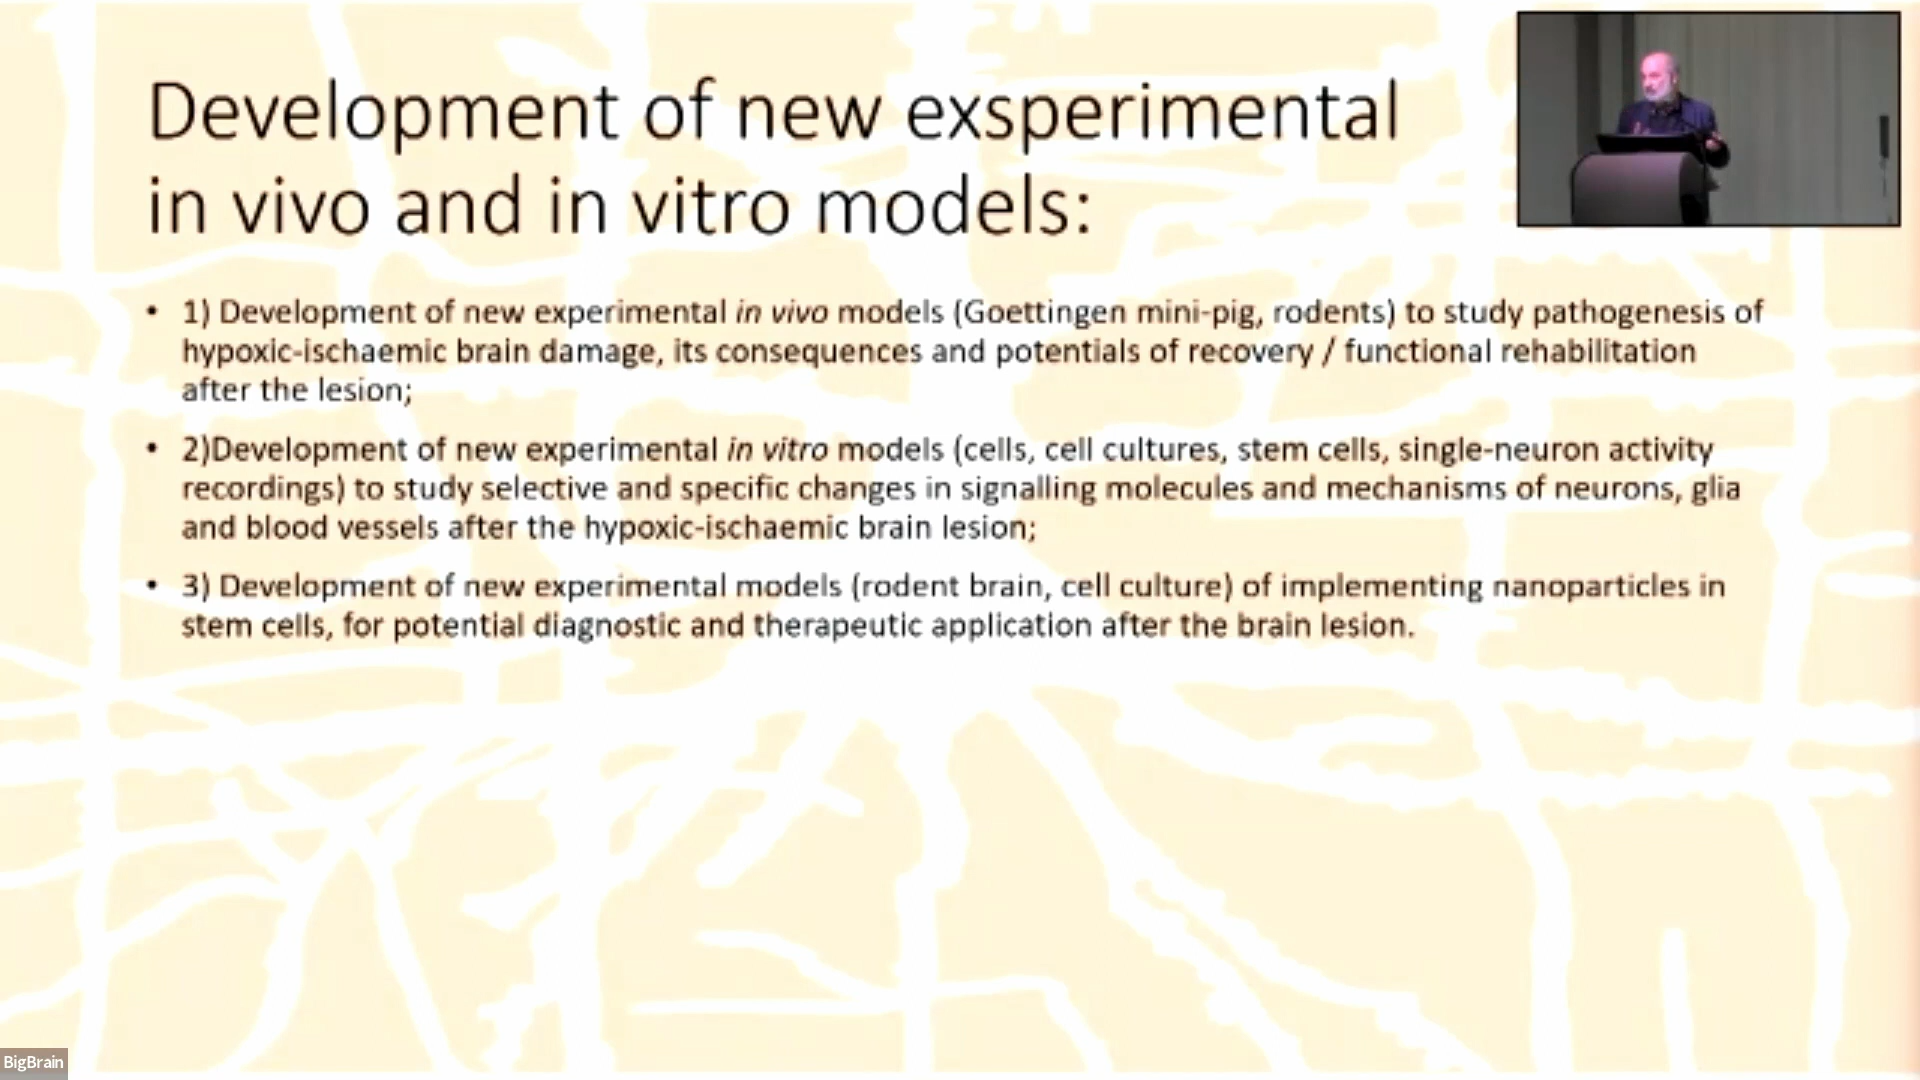 Development of new exsperimental
in vivo and in vitro models:
• 1) Development of new experimental in vivo models (Goettingen mini-pig, rodents) to study pathogenesis of
hypoxic-ischaemic brain damage, its consequences and potentials of recovery / functional rehabilitation
after the lesion;
• 2)Development of new experimental in vitro models (cells, cell cultures, stem cells, single-neuron activity
recordings) to study selective and specific changes in signalling molecules and mechanisms of neurons, glia
and blood vessels after the hypoxic-ischaemic brain lesion;
• 3) Development of new experimental models (rodent brain, cell culture) of implementing nanoparticles in
stem cells, for potential diagnostic and therapeutic application after the brain lesion.
BigBrain